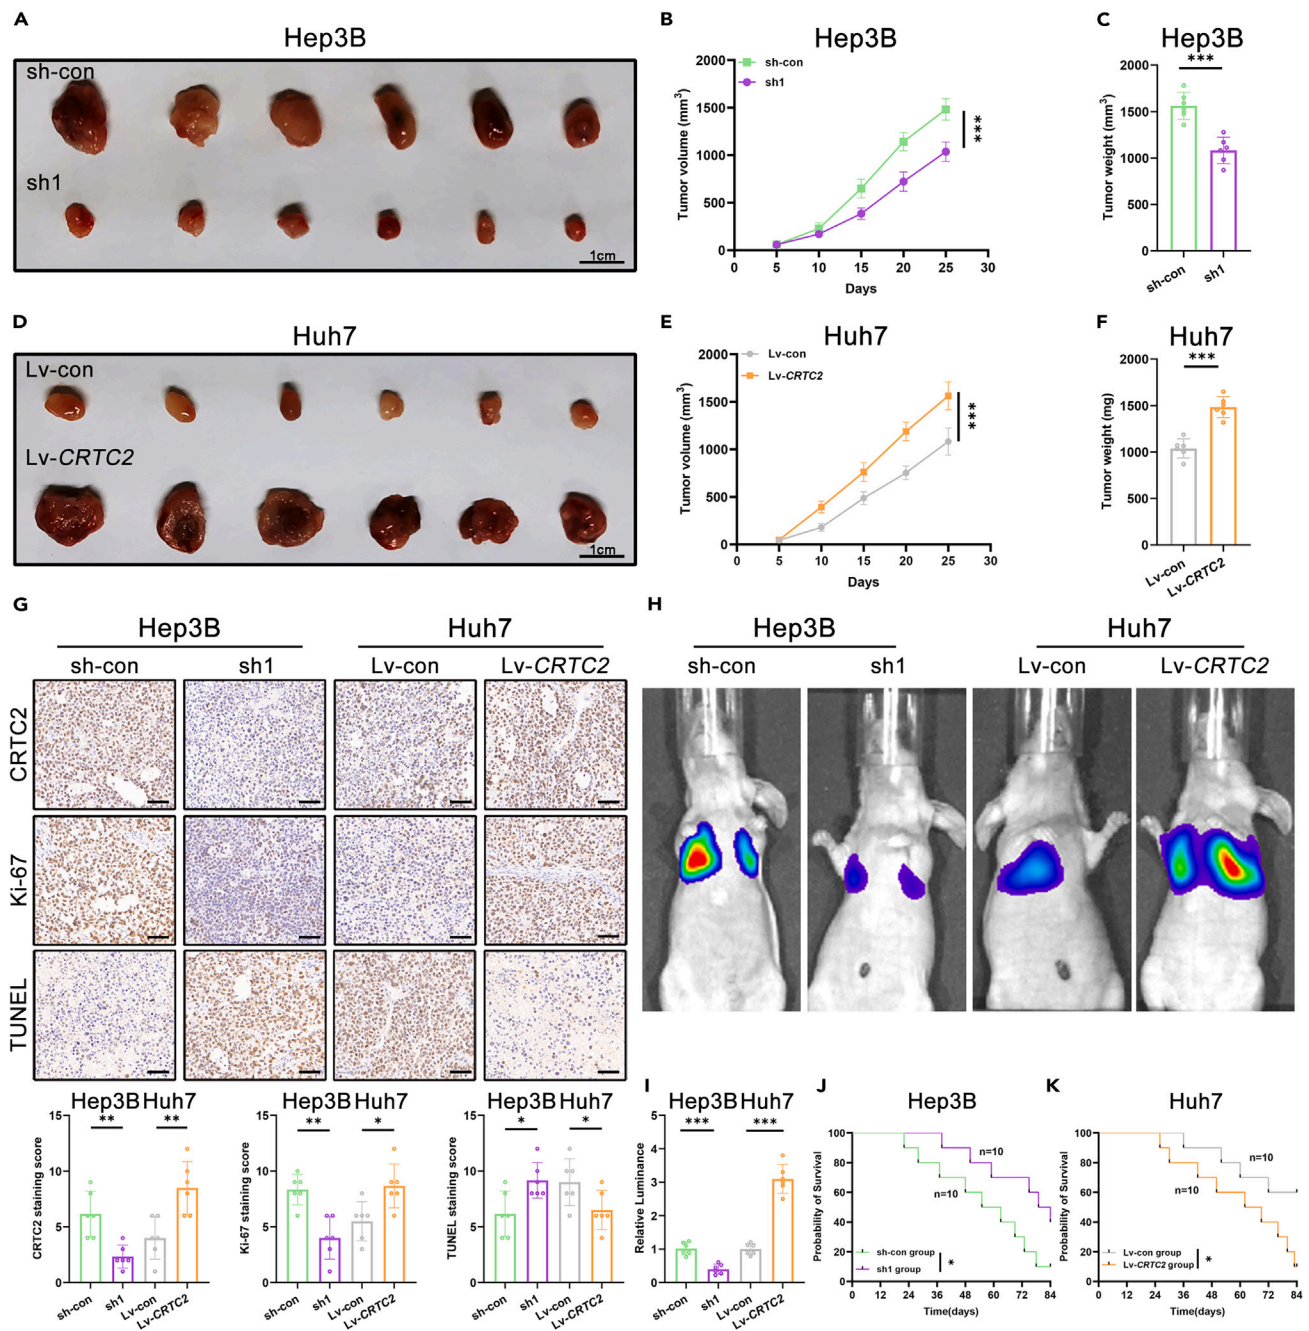 A
Hep3B
sh-con
sh1
1cm
B
Hep3B
sh-con
sh1
2000
1500
1000
500
0
Tumor volume (mm3)
0 5 10 15 20 25 30
Days
***
C
Hep3B
***
2000
1500
1000
500
0
Tumor weight (mm3)
sh-con
sh1
D
Huh7
Lv-con
Lv-CRTC2
1cm
E
Huh7
Lv-con
Lv-CRTC2
2000
1500
1000
500
0
Tumor volume (mm3)
0 5 10 15 20 25 30
Days
***
F
Huh7
***
2000
1500
1000
500
0
Tumor weight (mg)
Lv-con
Lv-CRTC2
G
Hep3B Huh7
sh-con sh1 Lv-con Lv-CRTC2
CRTC2
Ki-67
TUNEL
Hep3B Huh7
** **
15
10
5
0
CRTC2 staining score
sh-con
sh1
Lv-con
Lv-CRTC2
Hep3B Huh7
** *
15
10
5
0
Ki-67 staining score
sh-con
sh1
Lv-con
Lv-CRTC2
Hep3B Huh7
* *
15
10
5
0
TUNEL staining score
sh-con
sh1
Lv-con
Lv-CRTC2
H
Hep3B Huh7
sh-con sh1 Lv-con Lv-CRTC2
I
Hep3B Huh7
*** ***
5
4
3
2
1
0
Relative Luminance
sh-con
sh1
Lv-con
Lv-CRTC2
J
Hep3B
100
80
60
40
20
0
Probability of Survival
n=10
n=10
sh-con group
sh1 group
*
0 12 24 36 48 60 72 84
Time(days)
K
Huh7
100
80
60
40
20
0
Probability of Survival
n=10
n=10
Lv-con group
Lv-CRTC2 group
*
0 12 24 36 48 60 72 84
Time(days)